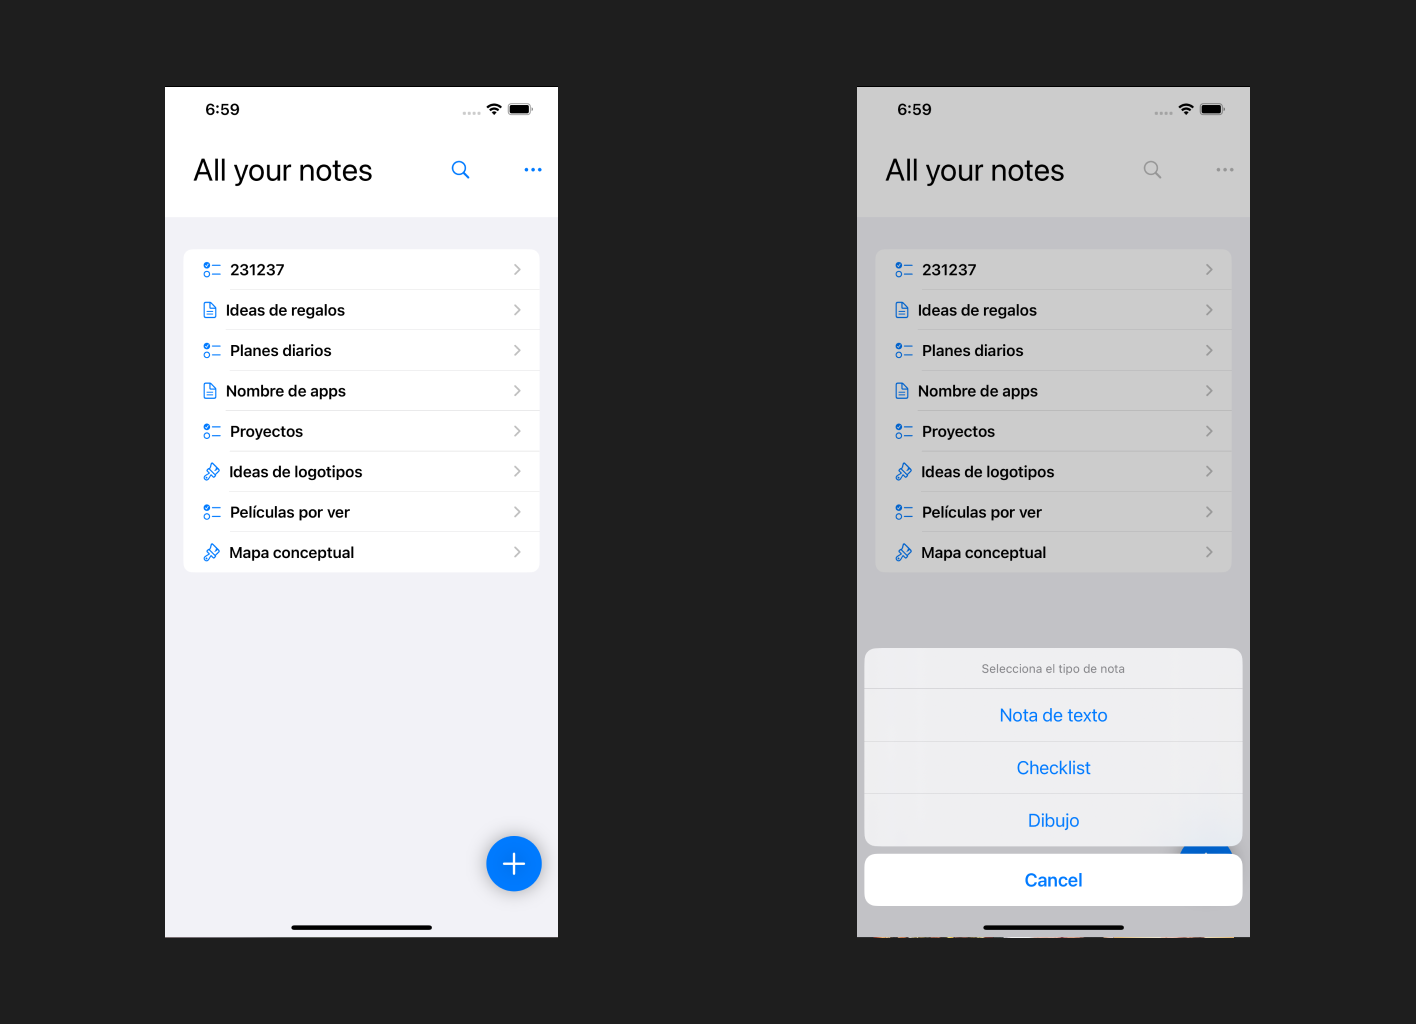 6:59
All your notes
231237
Ideas de regalos
Planes diarios
Nombre de apps
Proyectos
Ideas de logotipos
Películas por ver
Mapa conceptual
6:59
All your notes
231237
Ideas de regalos
Planes diarios
Nombre de apps
Proyectos
Ideas de logotipos
Películas por ver
Mapa conceptual
Selecciona el tipo de nota
Nota de texto
Checklist
Dibujo
Cancel